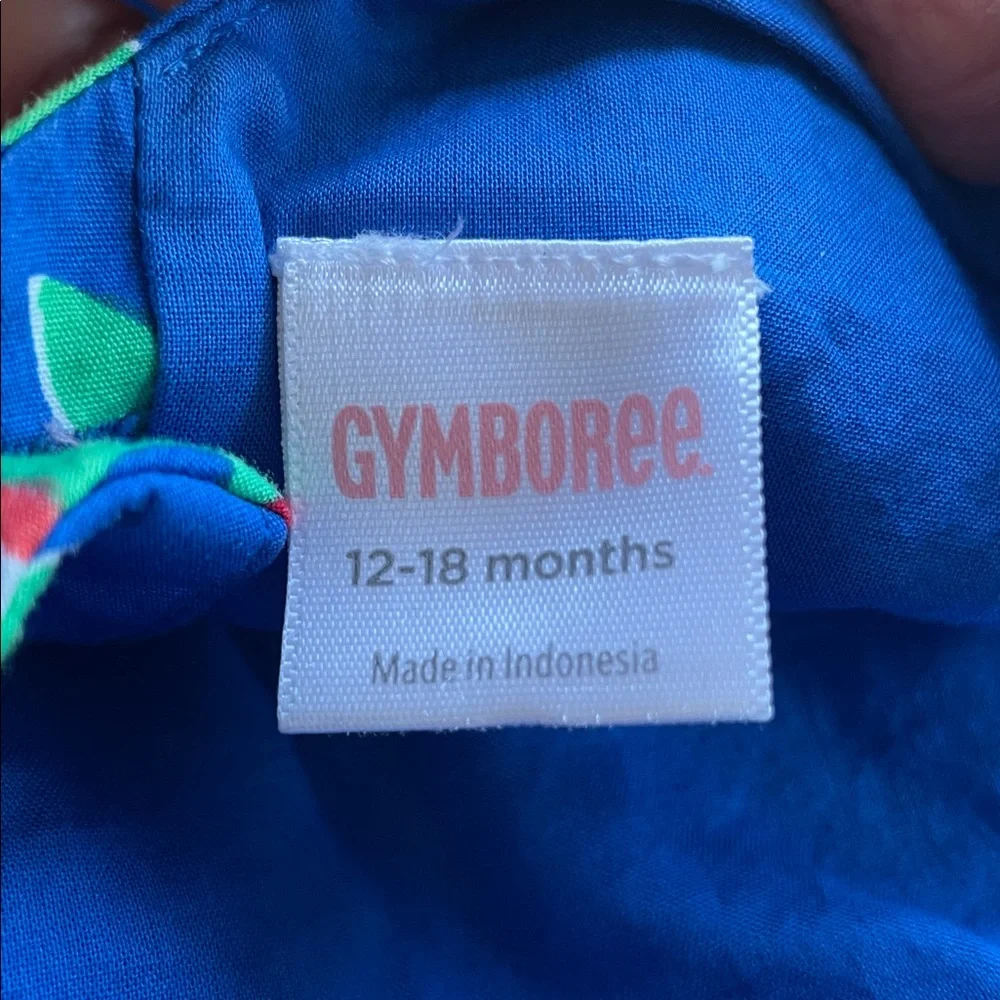 GYMBOREE.
12-18 months
Made in Indonesia